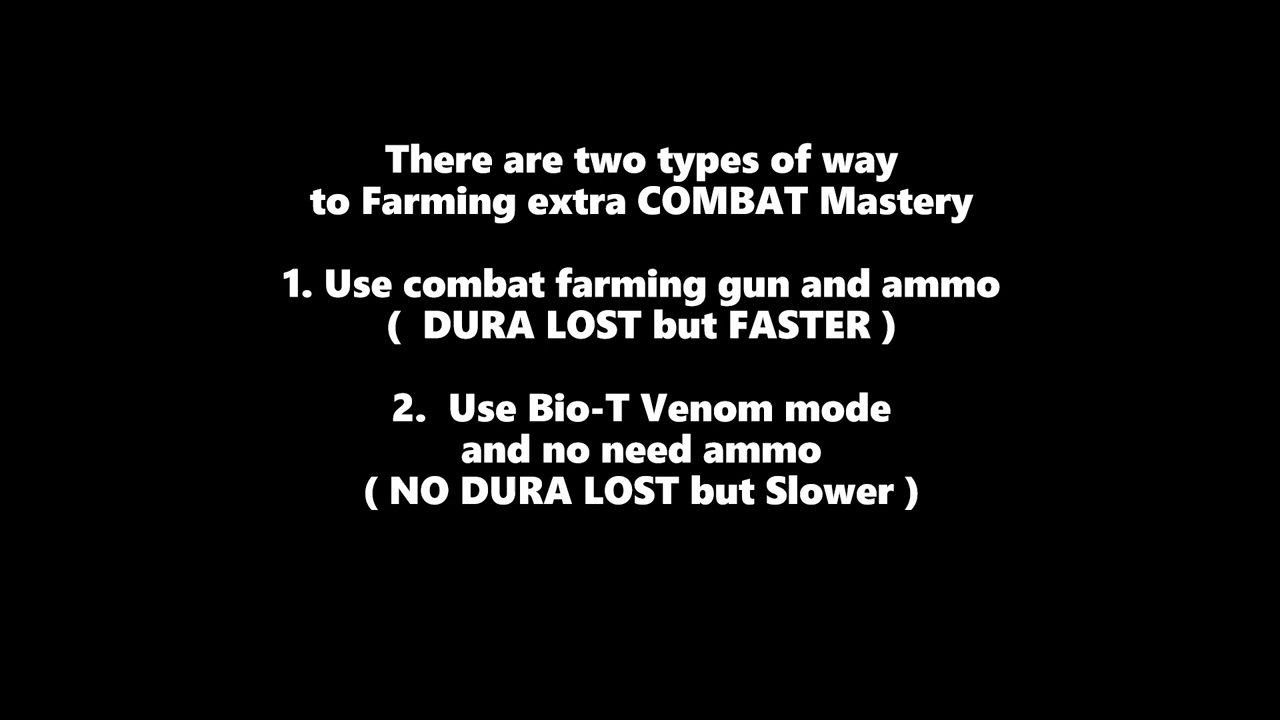 There are two types of way
to Farming extra COMBAT Mastery
1. Use combat farming gun and ammo
(  DURA LOST but FASTER )
2.  Use Bio-T Venom mode
and no need ammo
( NO DURA LOST but Slower )